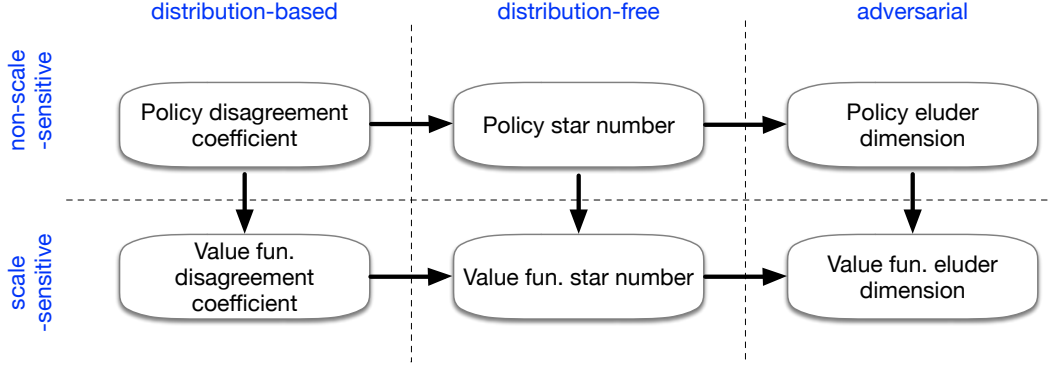 distribution-based
distribution-free
adversarial
non-scale
-sensitive
Policy disagreement
coefficient
Policy star number
Policy eluder
dimension
scale
-sensitive
Value fun.
disagreement
coefficient
Value fun. star number
Value fun. eluder
dimension